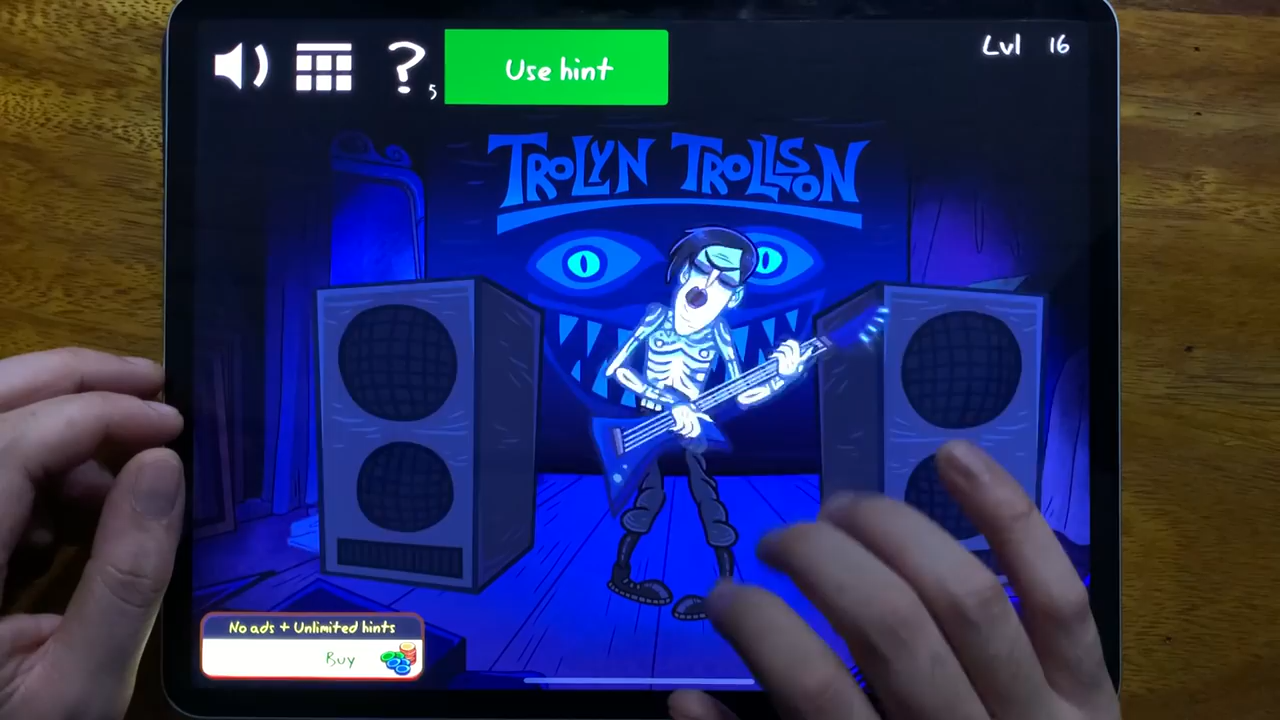 Lvl 16
? 5
Use hint
TROLYN TROLLSON
No ads + Unlimited hints
Buy